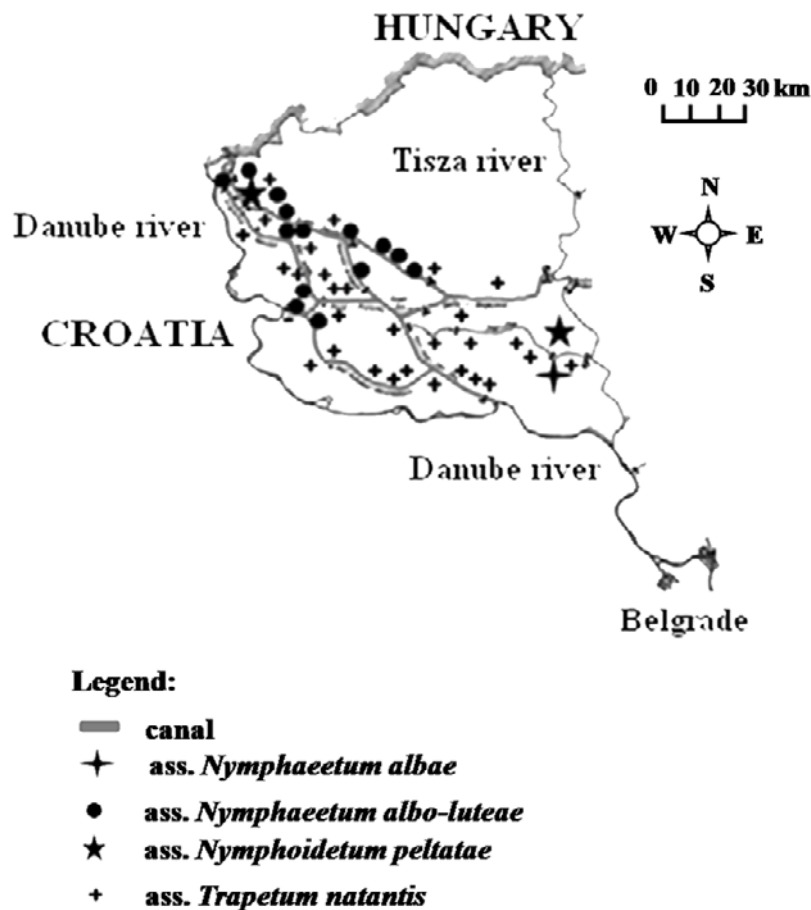 HUNGARY
0 10 20 30 km
Tisza river
N
W E
S
Danube river
CROATIA
Danube river
Belgrade
Legend:
canal
ass. Nymphaeetum albae
ass. Nymphaeetum albo-luteae
ass. Nymphoidetum peltatae
ass. Trapetum natantis